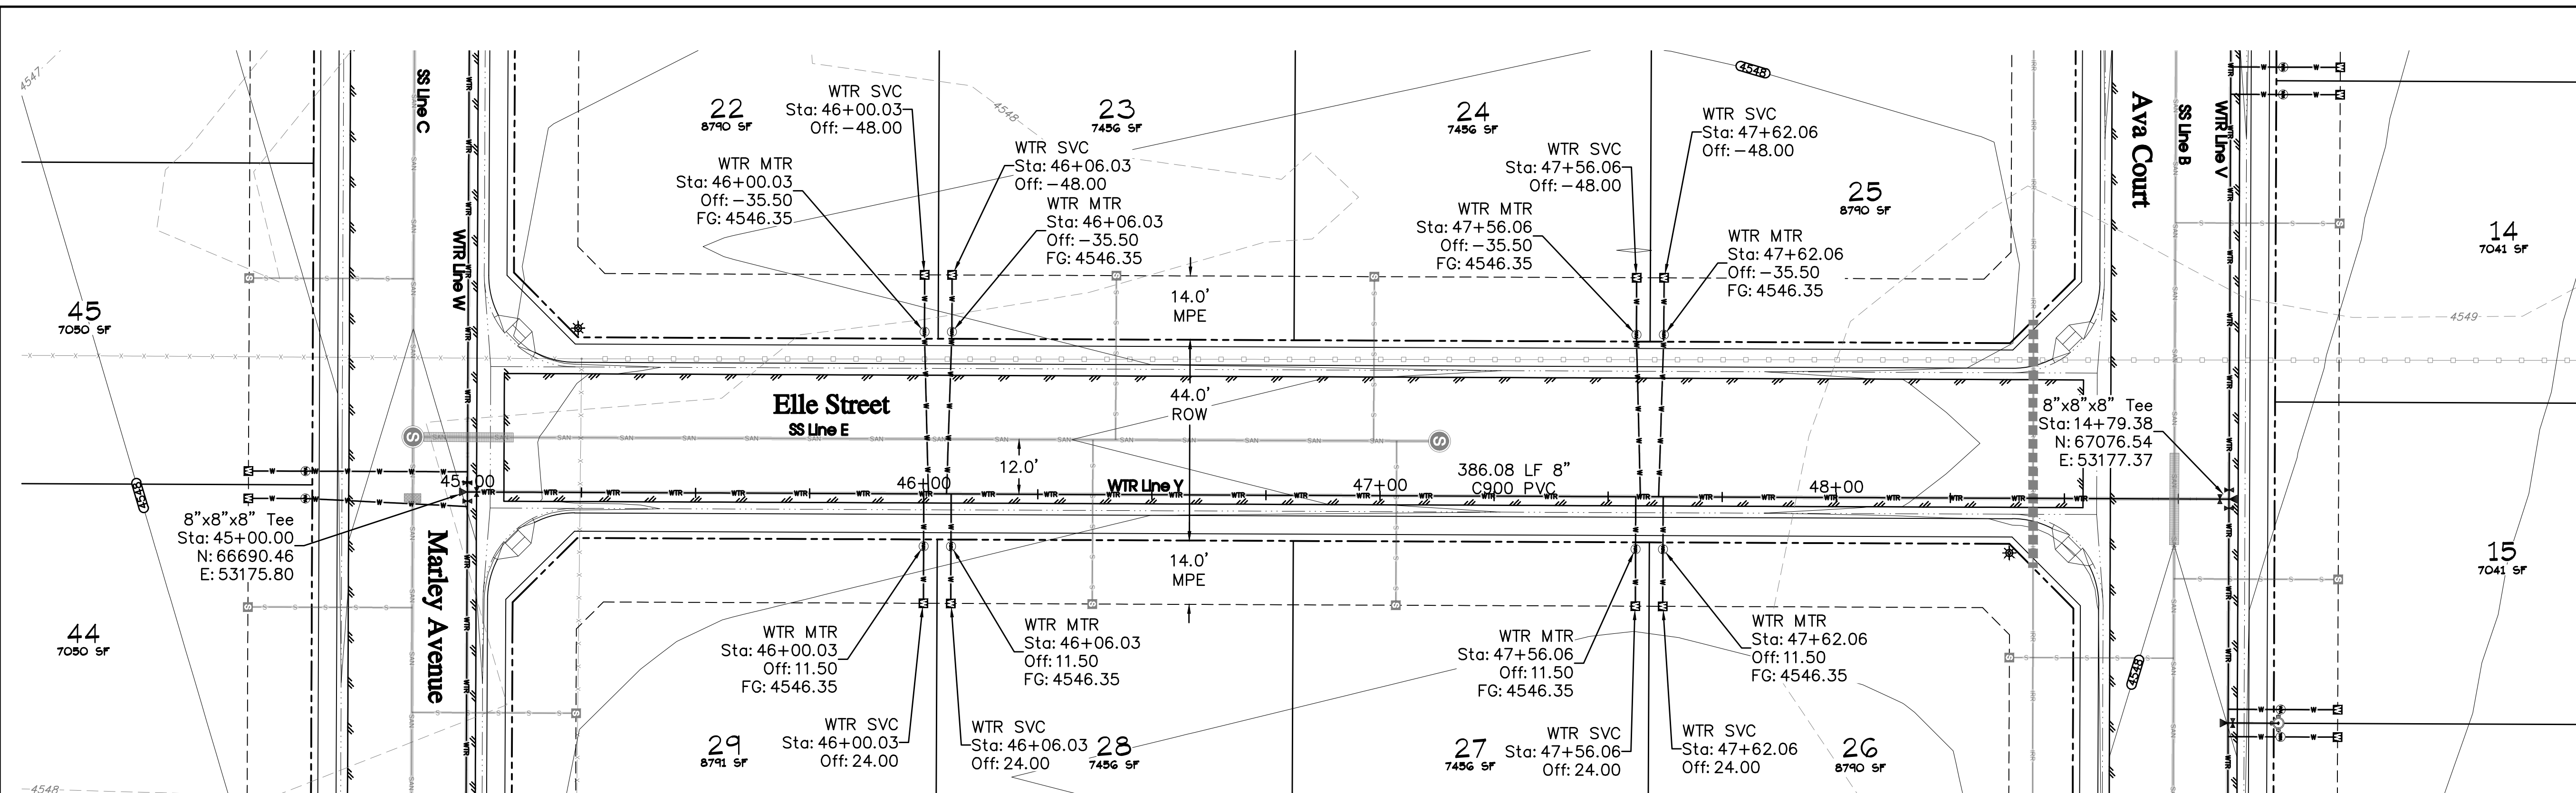 4547
SS Line C
22
8790 SF
WTR SVC
Sta: 46+00.03
Off: -48.00
4548
23
7456 SF
24
7456 SF
4548
WTR SVC
Sta: 47+62.06
Off: -48.00
Ava Court
SS Line B
WTR Line V
WTR MTR
Sta: 46+00.03
Off: -35.50
FG: 4546.35
WTR SVC
Sta: 46+06.03
Off: -48.00
WTR MTR
Sta: 46+06.03
Off: -35.50
FG: 4546.35
WTR SVC
Sta: 47+56.06
Off: -48.00
WTR MTR
Sta: 47+56.06
Off: -35.50
FG: 4546.35
25
8790 SF
WTR MTR
Sta: 47+62.06
Off: -35.50
FG: 4546.35
14
7041 SF
WTR Line W
45
7050 SF
14.0'
MPE
4549
Elle Street
SS Line E
44.0'
ROW
8"x8"x8" Tee
Sta: 14+79.38
N: 67076.54
E: 53177.37
12.0'
45+00
46+00
WTR Line Y
47+00
386.08 LF 8"
C900 PVC
48+00
4548
8"x8"x8" Tee
Sta: 45+00.00
N: 66690.46
E: 53175.80
Marley Avenue
14.0'
MPE
15
7041 SF
44
7050 SF
WTR MTR
Sta: 46+00.03
Off: 11.50
FG: 4546.35
WTR MTR
Sta: 46+06.03
Off: 11.50
FG: 4546.35
WTR MTR
Sta: 47+56.06
Off: 11.50
FG: 4546.35
WTR MTR
Sta: 47+62.06
Off: 11.50
FG: 4546.35
4548
29
8791 SF
WTR SVC
Sta: 46+00.03
Off: 24.00
WTR SVC
Sta: 46+06.03
Off: 24.00
28
7456 SF
27
7456 SF
WTR SVC
Sta: 47+56.06
Off: 24.00
WTR SVC
Sta: 47+62.06
Off: 24.00
26
8790 SF
4548